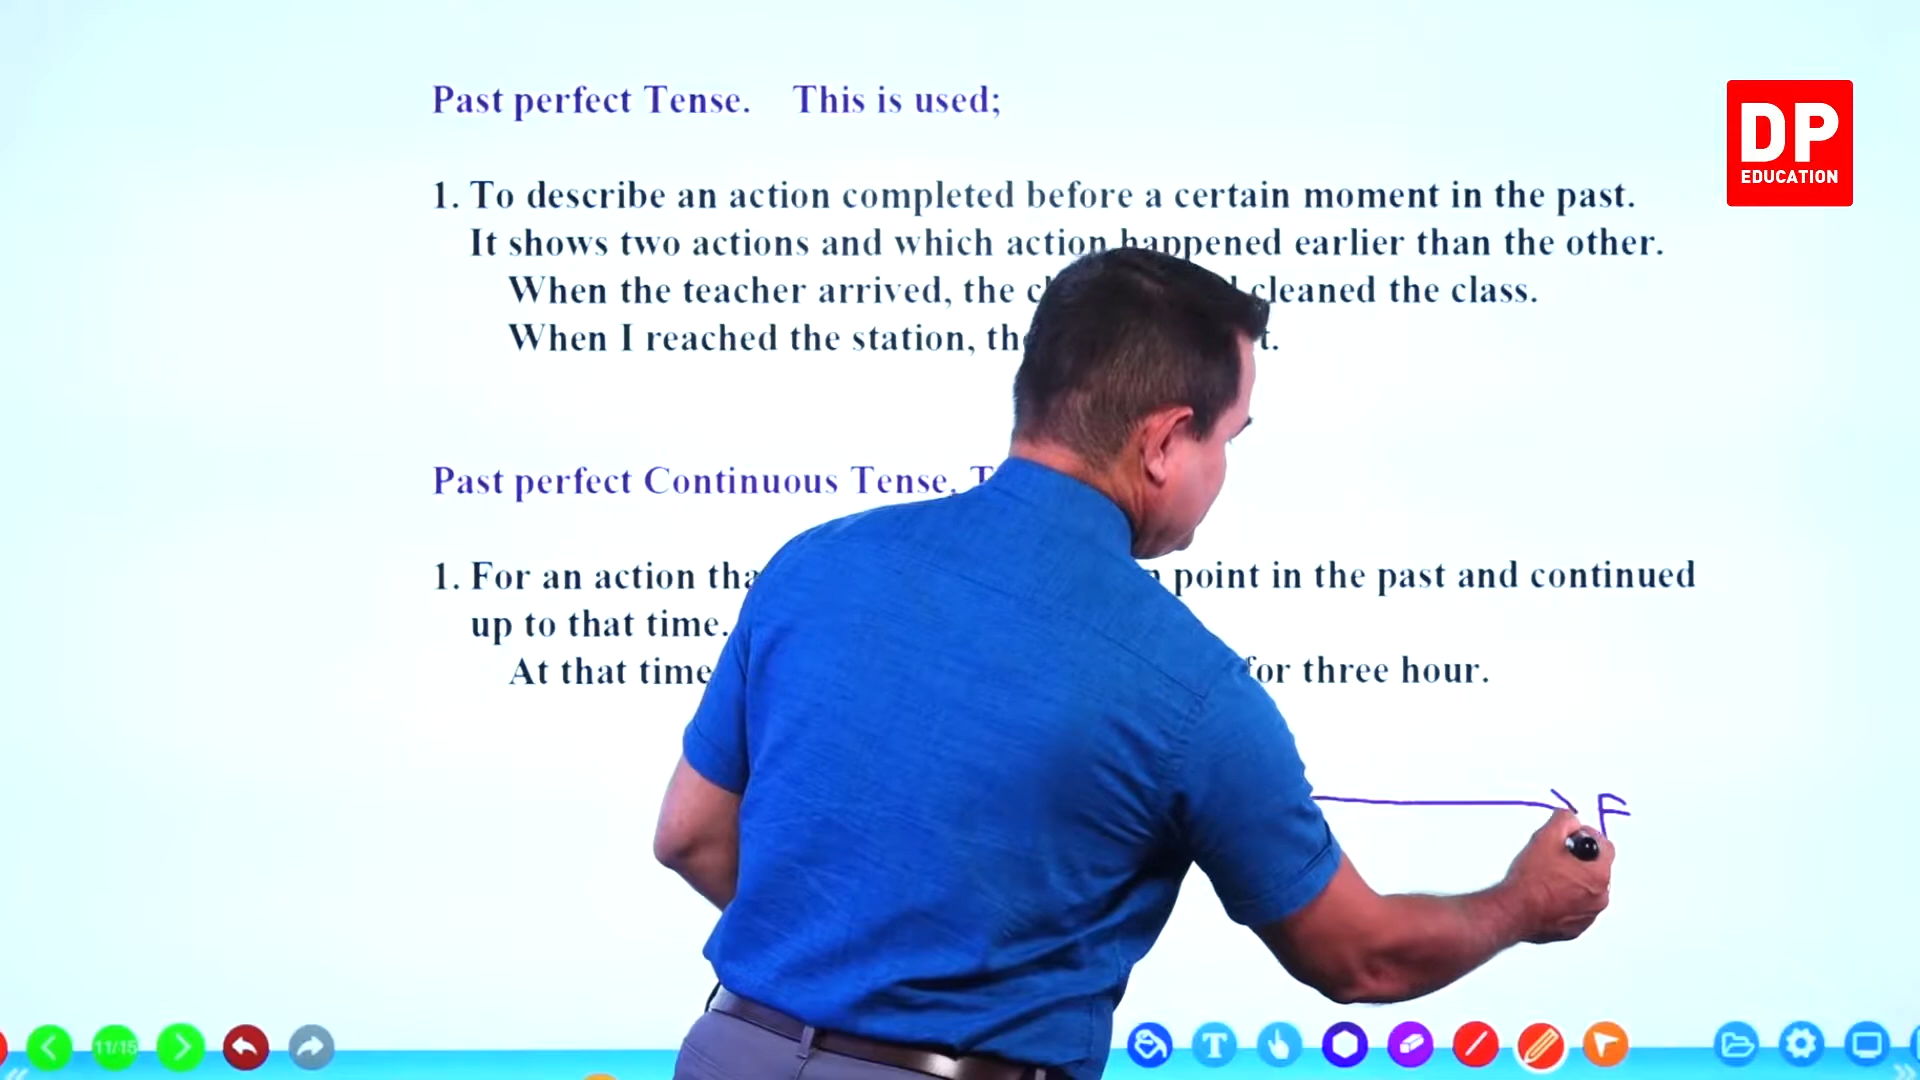 Past perfect Tense. This is used;
DP
EDUCATION
1. To describe an action completed before a certain moment in the past.
It shows two actions and which action happened earlier than the other.
When the teacher arrived, the cleaned the class.
When I reached the station,
Past perfect Continuous Tense.
1. For an action point in the past and continued
up to that time.
At that time for three hour.
F
11/15
T